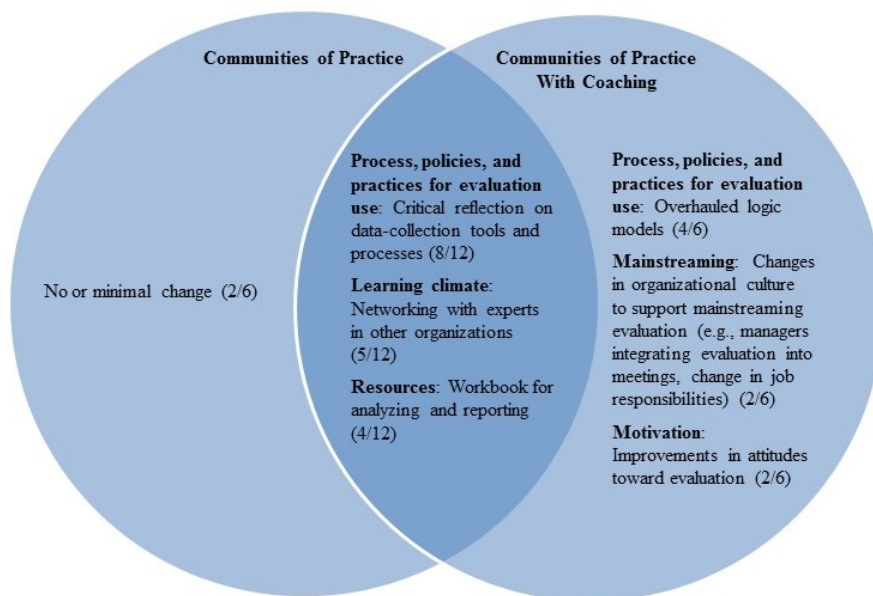 Communities of Practice
Communities of Practice
With Coaching
No or minimal change (2/6)
Process, policies, and
practices for evaluation
use: Critical reflection on
data-collection tools and
processes (8/12)
Learning climate:
Networking with experts
in other organizations
(5/12)
Resources: Workbook for
analyzing and reporting
(4/12)
Process, policies, and
practices for evaluation
use: Overhauled logic
models (4/6)
Mainstreaming: Changes
in organizational culture
to support mainstreaming
evaluation (e.g., managers
integrating evaluation into
meetings, change in job
responsibilities) (2/6)
Motivation:
Improvements in attitudes
toward evaluation (2/6)